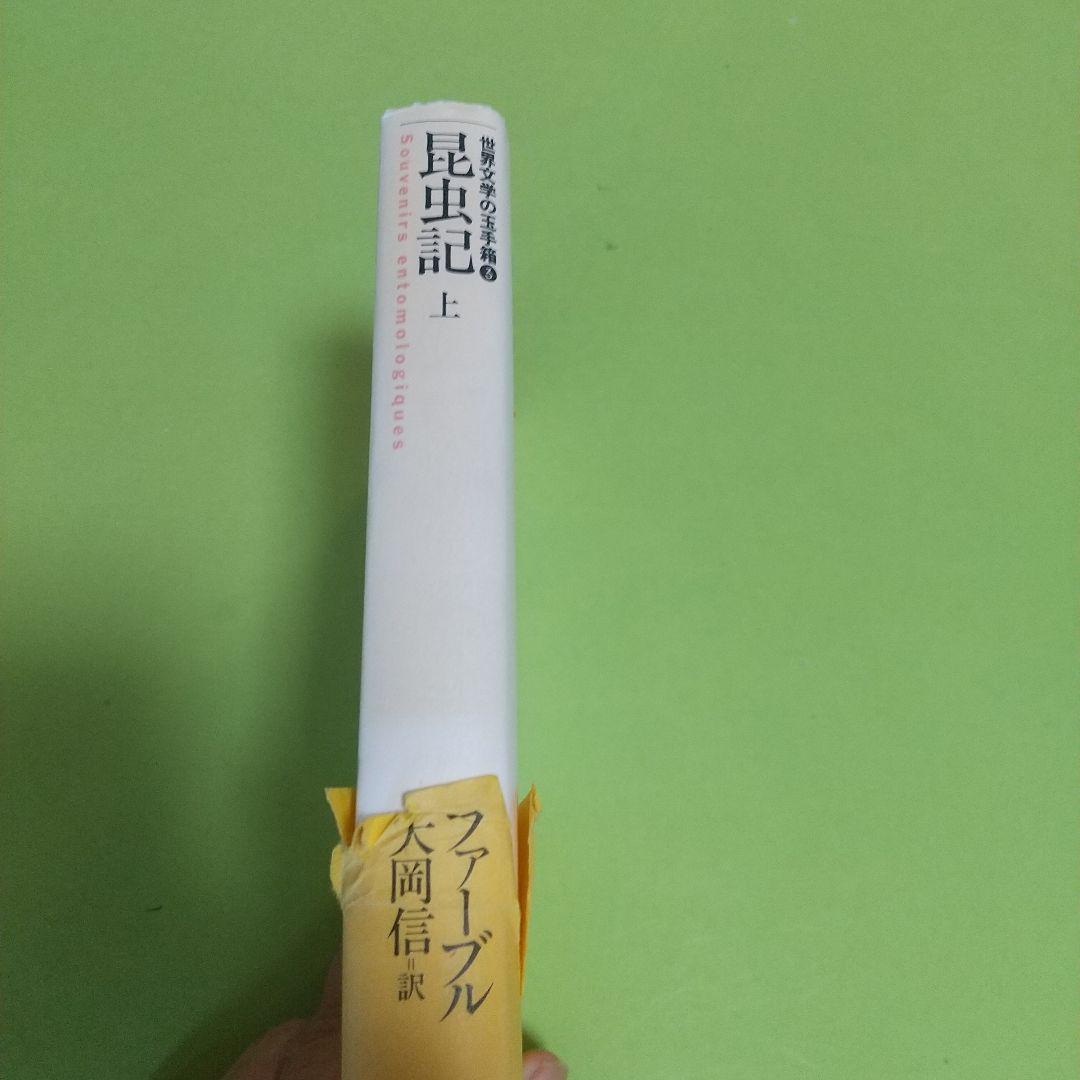 世界文学の玉手箱③
昆虫記 上
Souvenirs entomologiques
ファーブル
大岡信=訳